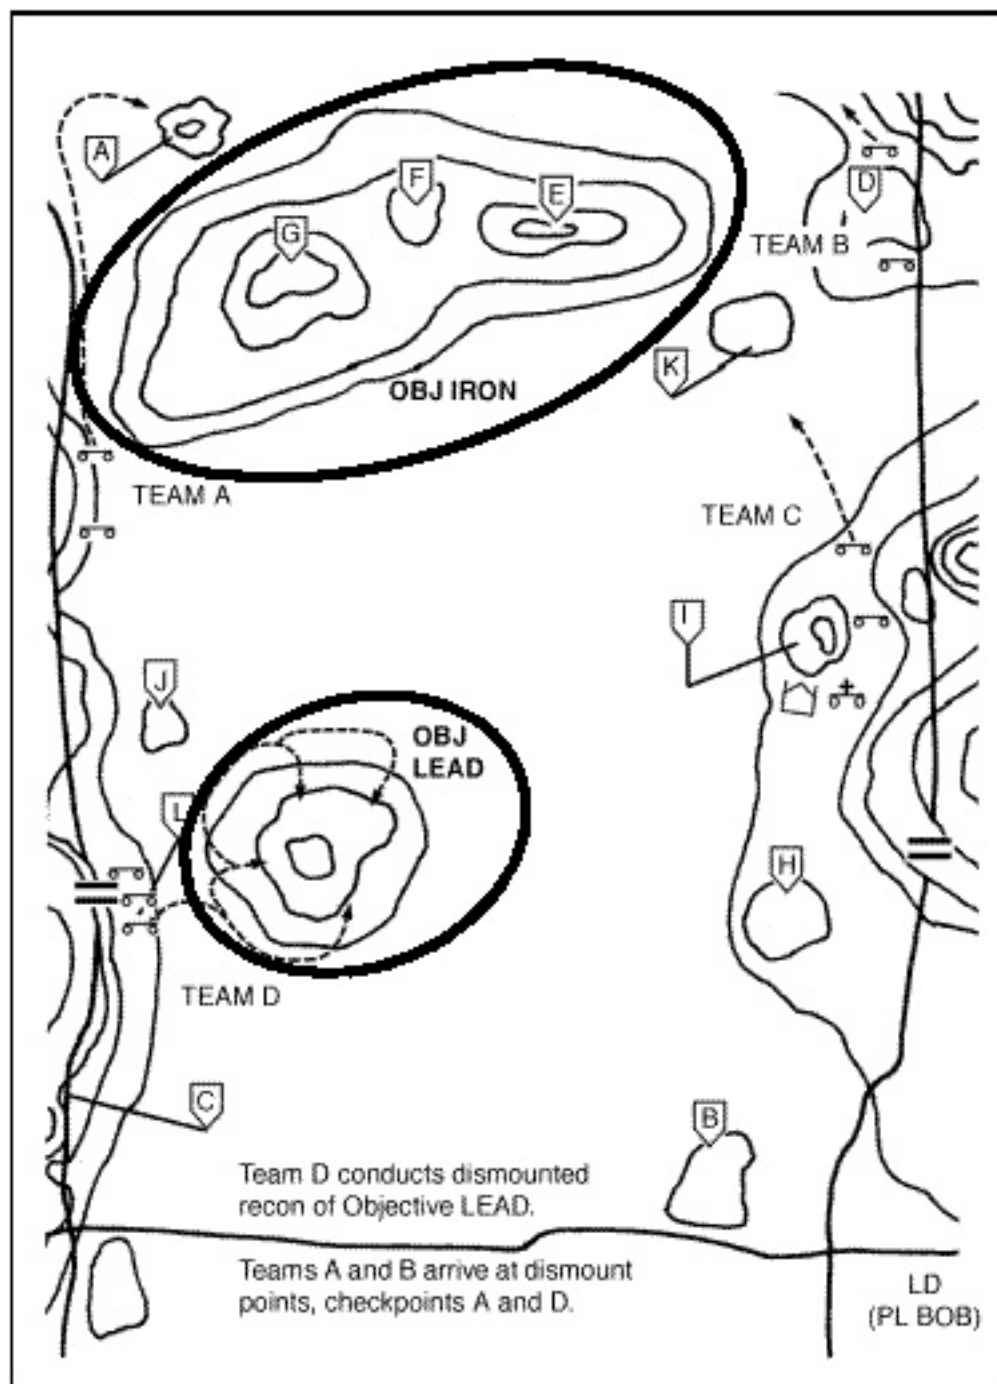 A
F
E
D
G
TEAM B
K
OBJ IRON
TEAM A
TEAM C
I
J
OBJ
LEAD
L
H
TEAM D
C
B
Team D conducts dismounted
recon of Objective LEAD.
Teams A and B arrive at dismount
points, checkpoints A and D.
LD
(PL BOB)